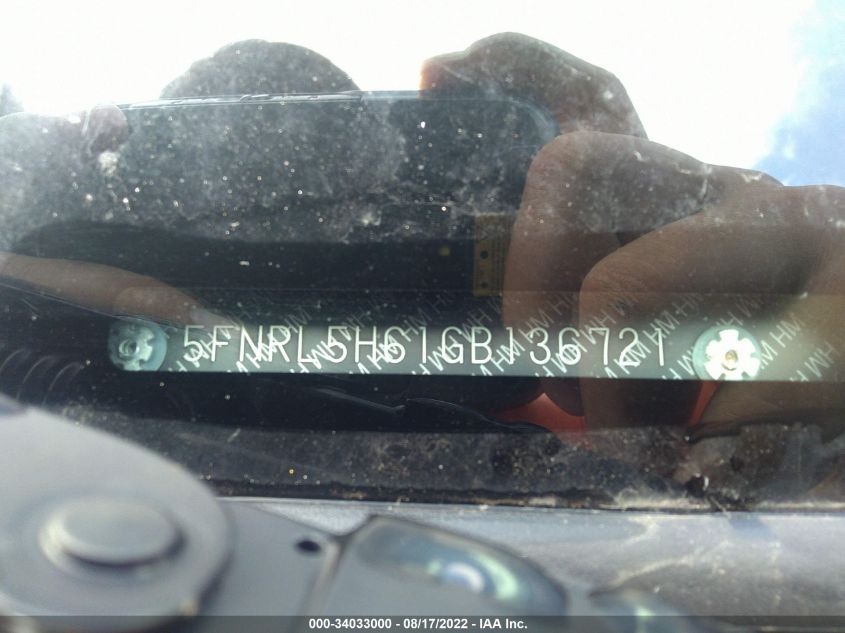 5FNRL5H61GB136721
000-34033000 - 08/17/2022 - IAA Inc.